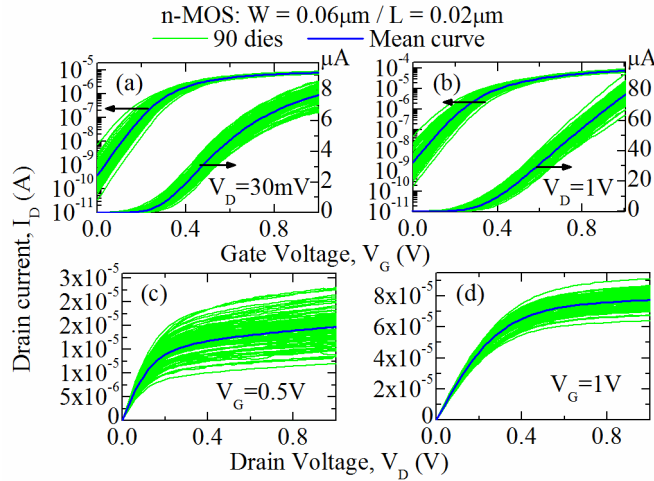 n-MOS: W = 0.06μm / L = 0.02μm
90 dies Mean curve
μA μA
(a) (b)
10⁻⁵ 10⁻⁴
10⁻⁶ 10⁻⁵
10⁻⁷ 10⁻⁶
10⁻⁸ 10⁻⁷
10⁻⁹ 10⁻⁸
10⁻¹⁰ 10⁻⁹
10⁻¹¹ 10⁻¹⁰
10⁻¹¹
8 6 4 2 0
80 60 40 20 0
V_D=30mV V_D=1V
0.0 0.4 0.8 0.0 0.4 0.8
Gate Voltage, V_G (V)
Drain current, I_D (A)
(c) (d)
3x10⁻⁵ 8x10⁻⁵
2x10⁻⁵ 6x10⁻⁵
2x10⁻⁵ 4x10⁻⁵
1x10⁻⁵ 2x10⁻⁵
1x10⁻⁵ 0.0
5x10⁻⁶
0.0
V_G=0.5V V_G=1V
0.0 0.4 0.8 0.0 0.4 0.8
Drain Voltage, V_D (V)